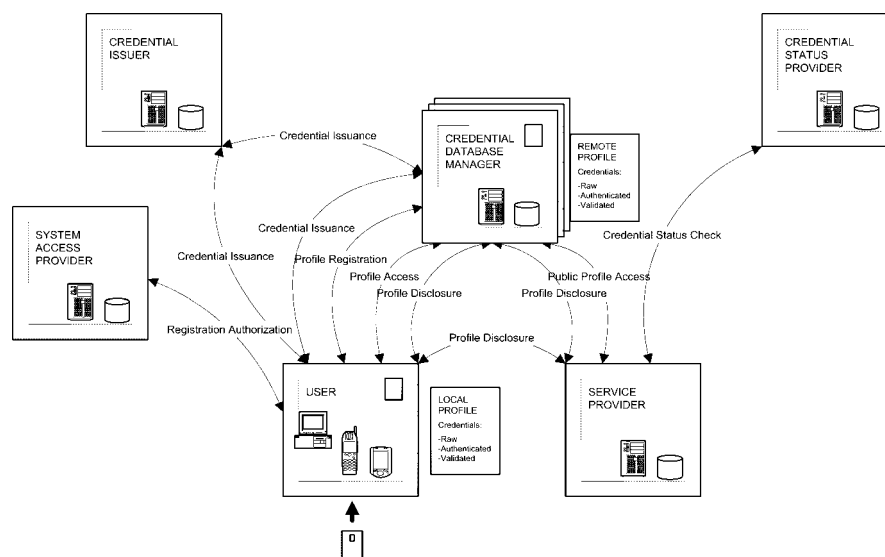 CREDENTIAL
ISSUER
CREDENTIAL
STATUS
PROVIDER
CREDENTIAL
DATABASE
MANAGER
REMOTE
PROFILE
Credentials:
-Raw
-Authenticated
-Validated
Credential Issuance
SYSTEM
ACCESS
PROVIDER
Credential Issuance
Credential Issuance
Profile Registration
Profile Access
Profile Disclosure
Public Profile Access
Profile Disclosure
Credential Status Check
Registration Authorization
Profile Disclosure
USER
LOCAL
PROFILE
Credentials:
-Raw
-Authenticated
-Validated
SERVICE
PROVIDER